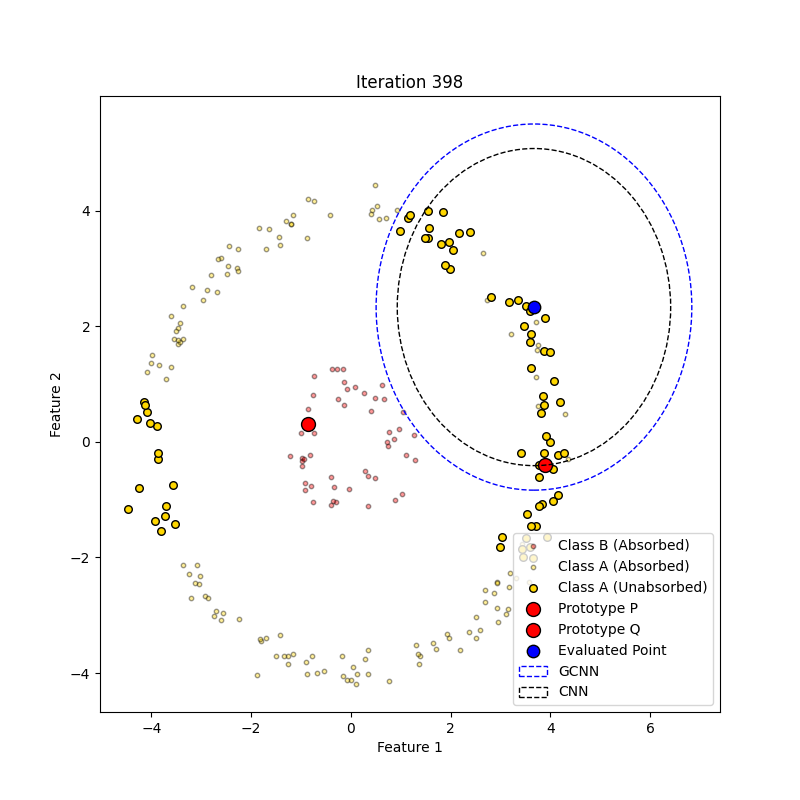 Iteration 398
Feature 2
4
2
0
−2
−4
Class B (Absorbed)
Class A (Absorbed)
Class A (Unabsorbed)
Prototype P
Prototype Q
Evaluated Point
GCNN
CNN
−4
−2
0
2
4
6
Feature 1